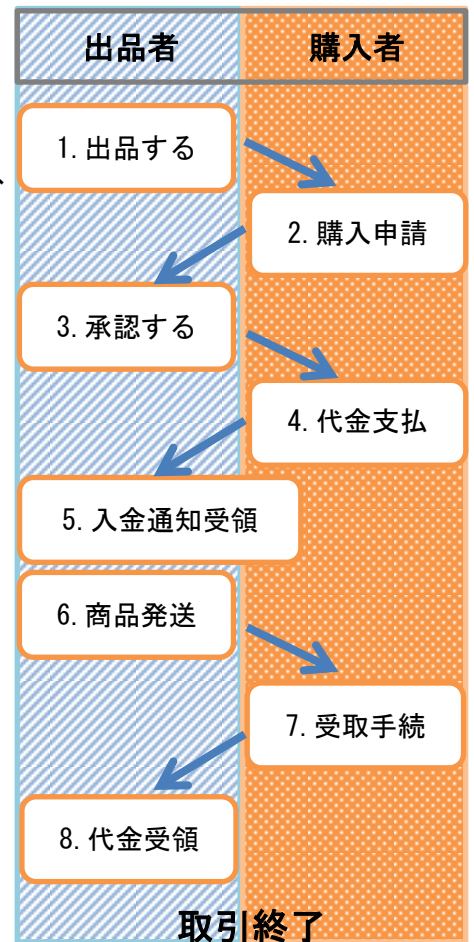 出品者 購入者
1.出品する
2.購入申請
3.承認する
4.代金支払
5.入金通知受領
6.商品発送
7.受取手続
8.代金受領
取引終了